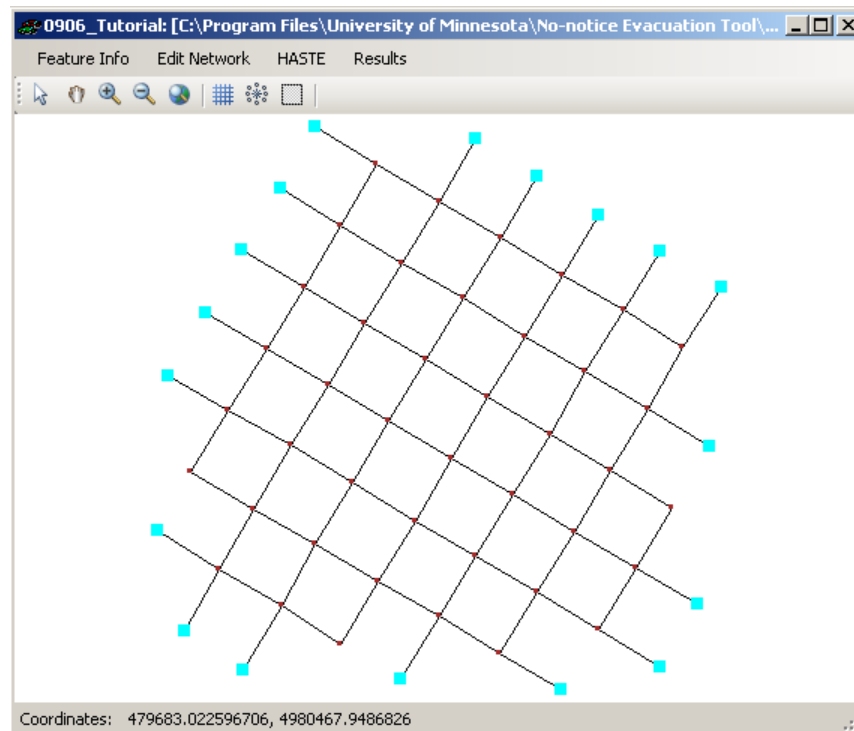 0906_Tutorial: [C:\Program Files\University of Minnesota\No-notice Evacuation Tool\...
Feature Info Edit Network HASTE Results
Coordinates: 479683.022596706, 4980467.9486826